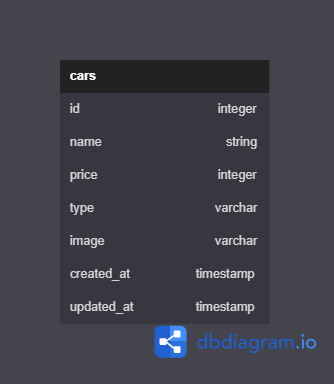 cars
id integer
name string
price integer
type varchar
image varchar
created_at timestamp
updated_at timestamp
dbdiagram.io